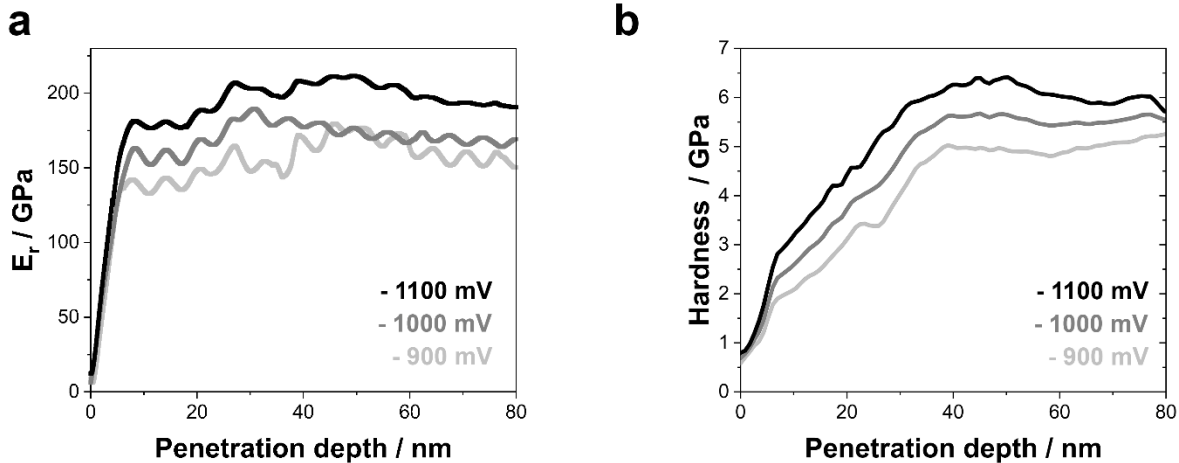 a
E_r / GPa
200
150
100
50
0
- 1100 mV
- 1000 mV
- 900 mV
0 20 40 60 80
Penetration depth / nm
b
Hardness / GPa
7
6
5
4
3
2
1
0
- 1100 mV
- 1000 mV
- 900 mV
0 20 40 60 80
Penetration depth / nm